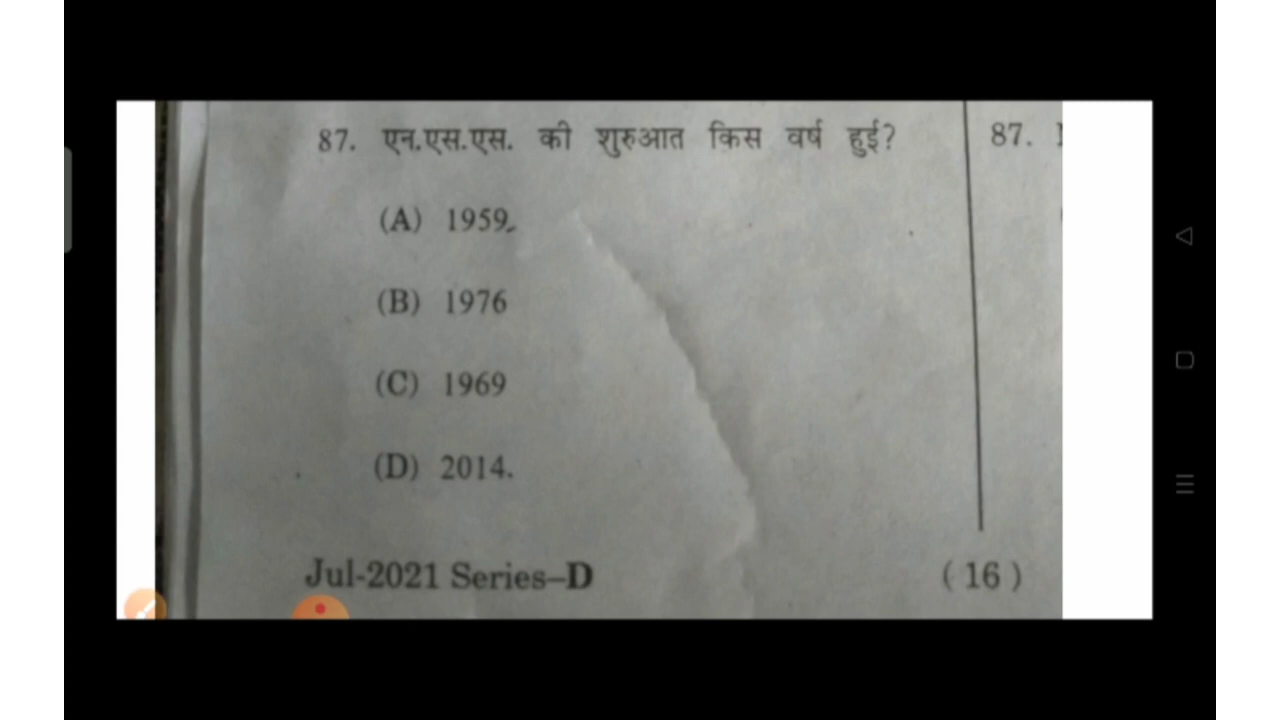 87. एन.एस.एस. की शुरुआत किस वर्ष हुई?
(A) 1959
(B) 1976
(C) 1969
(D) 2014.
Jul-2021 Series–D
(16)
87.